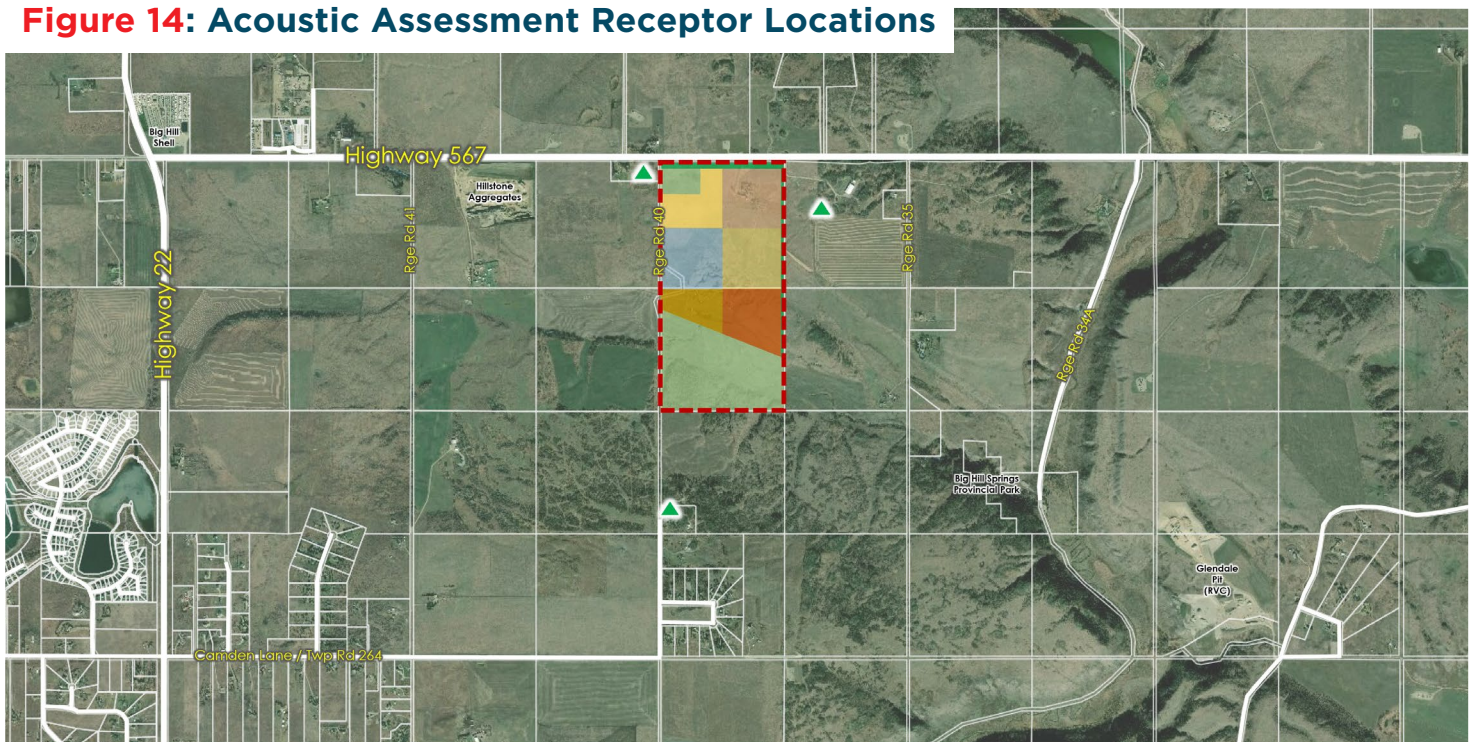 Figure 14: Acoustic Assessment Receptor Locations
Big Hill
Shell
Highway 567
Hillstone
Aggregates
Rge Rd 41
Rge Rd 40
Rge Rd 35
Highway 22
Rge Rd 34A
Big Hill Springs
Provincial Park
Glendale
Pit
(RVC)
Camden Lane / Twp Rd 264